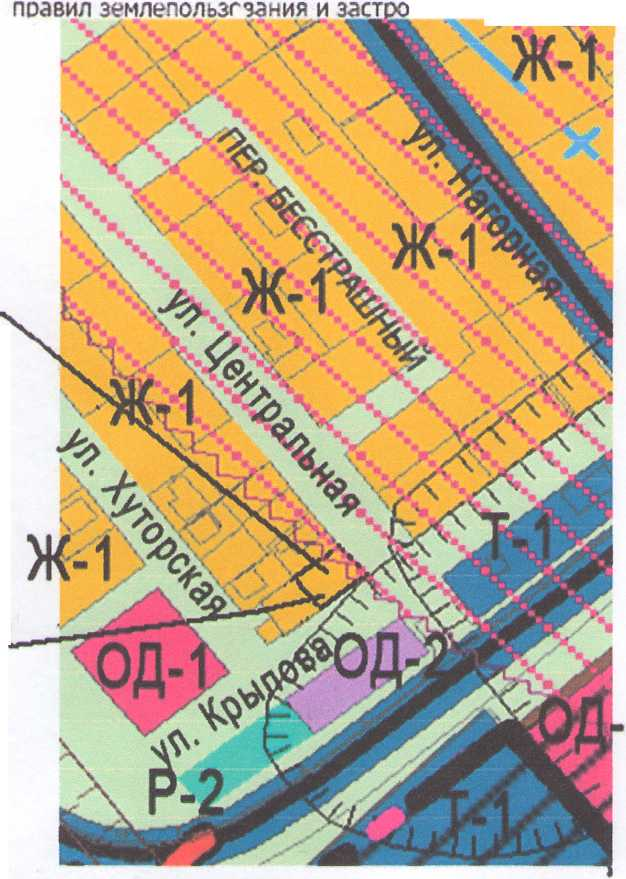 правил землепользования и застро
Ж-1
ул. Нагорная
ПЕР. БЕССТРАШНЫЙ
Ж-1
Ж-1
ул. Центральная
Ж-1
ул. Хуторская
Т-1
Ж-1
ОД-1
ул. Крылова
ОД-2
ОД-
Р-2
Т-1